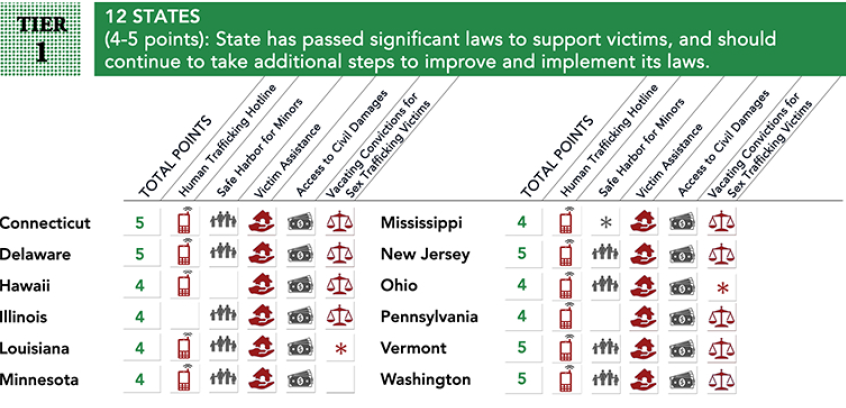 TIER
1
12 STATES
(4-5 points): State has passed significant laws to support victims, and should
continue to take additional steps to improve and implement its laws.
TOTAL POINTS
Human Trafficking Hotline
Safe Harbor for Minors
Victim Assistance
Access to Civil Damages
Vacating Convictions for
Sex Trafficking Victims
TOTAL POINTS
Human Trafficking Hotline
Safe Harbor for Minors
Victim Assistance
Access to Civil Damages
Vacating Convictions for
Sex Trafficking Victims
Connecticut 5
Delaware 5
Hawaii 4
Illinois 4
Louisiana 4 *
Minnesota 4
Mississippi 4 *
New Jersey 5
Ohio 4 *
Pennsylvania 4
Vermont 5
Washington 5